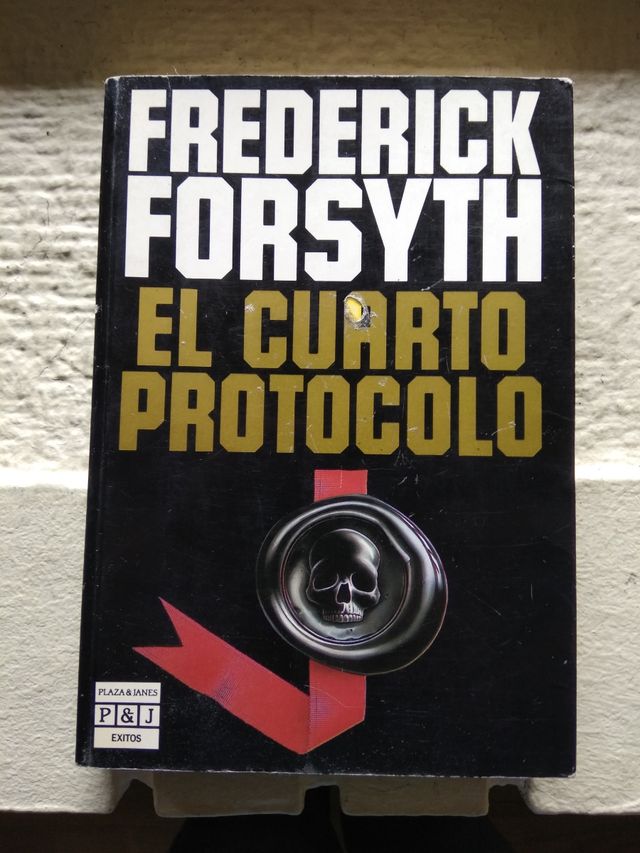 FREDERICK
FORSYTH
EL CUARTO
PROTOCOLO
PLAZA & JANES
P & J
EXITOS